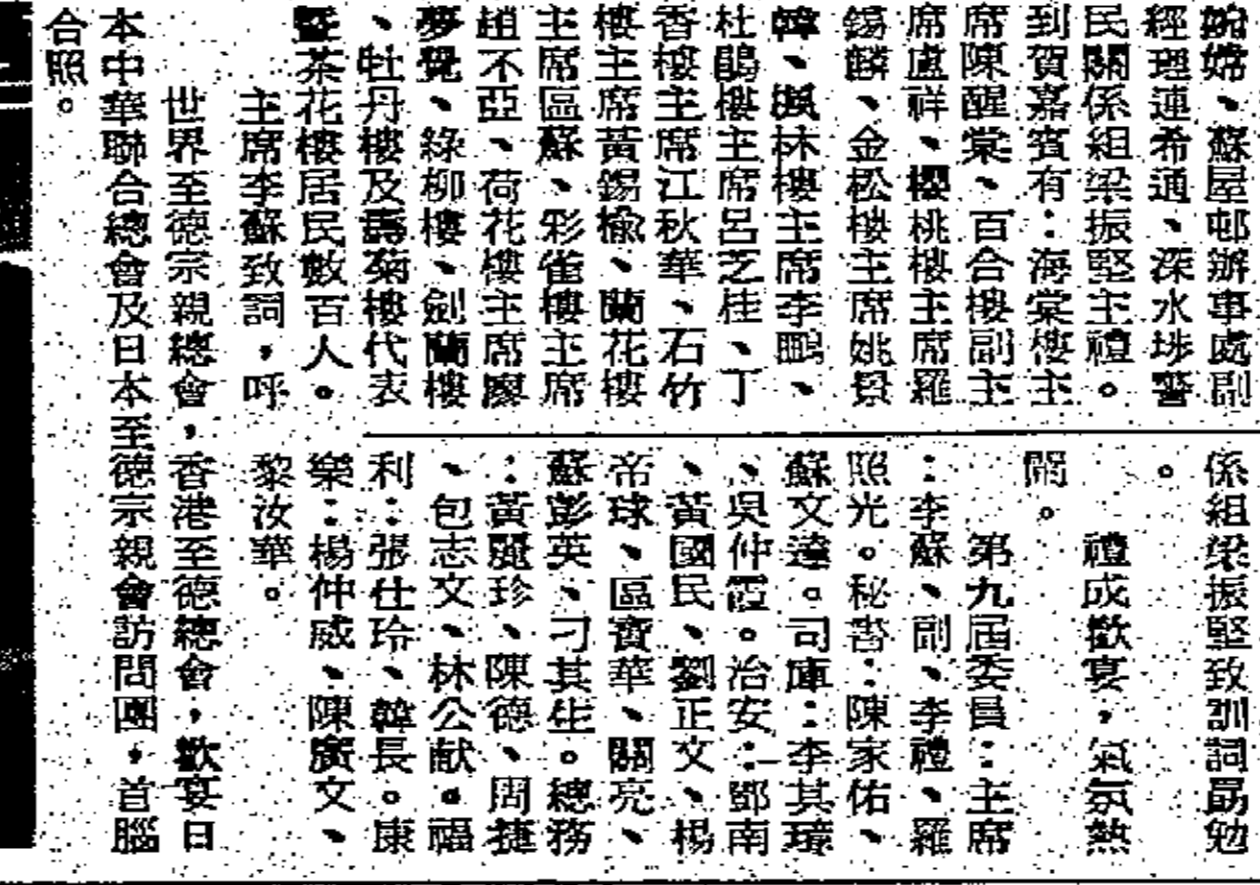 婉嫦、蘇屋邨辦事處副
經理連希通、深水埗警
民關係組梁振堅主禮。
到賀嘉賓有：海棠樓主
席陳醒棠、百合樓副主
席盧祥、櫻桃樓主席羅
錫麟、金松樓主席姚景
韓、楓林樓主席李鵬、
杜鵑樓主席呂芝桂、丁
香樓主席江秋華、石竹
樓主席黃錫楡、蘭花樓
主席區蘇、彩雀樓主席
趙不亞、荷花樓主席廖
夢覺、綠柳樓、劍蘭樓
、牡丹樓及壽菊樓代表
暨茶花樓居民數百人。
主席李蘇致詞，呼
係組梁振堅致訓詞勗勉
。
禮成歡宴，氣氛熱
鬧。
第九屆委員：主席
：李蘇、副、李禮、羅
照光。秘書：陳家佑、
蘇文達。司庫：李其璋
、吳仲霞。治安：鄧南
、黃國民、劉正文、楊
帝球、區寶華、關亮、
蘇彭英、刁其生。總務
：黃麗珍、陳德、周捷
、包志文、林公献。福
利：張仕玲、韓長。康
樂：楊仲威、陳廣文、
黎汝華。
世界至德宗親總會，香港至德總會，歡宴日
本中華聯合總會及日本至德宗親會訪問團，首腦
合照。